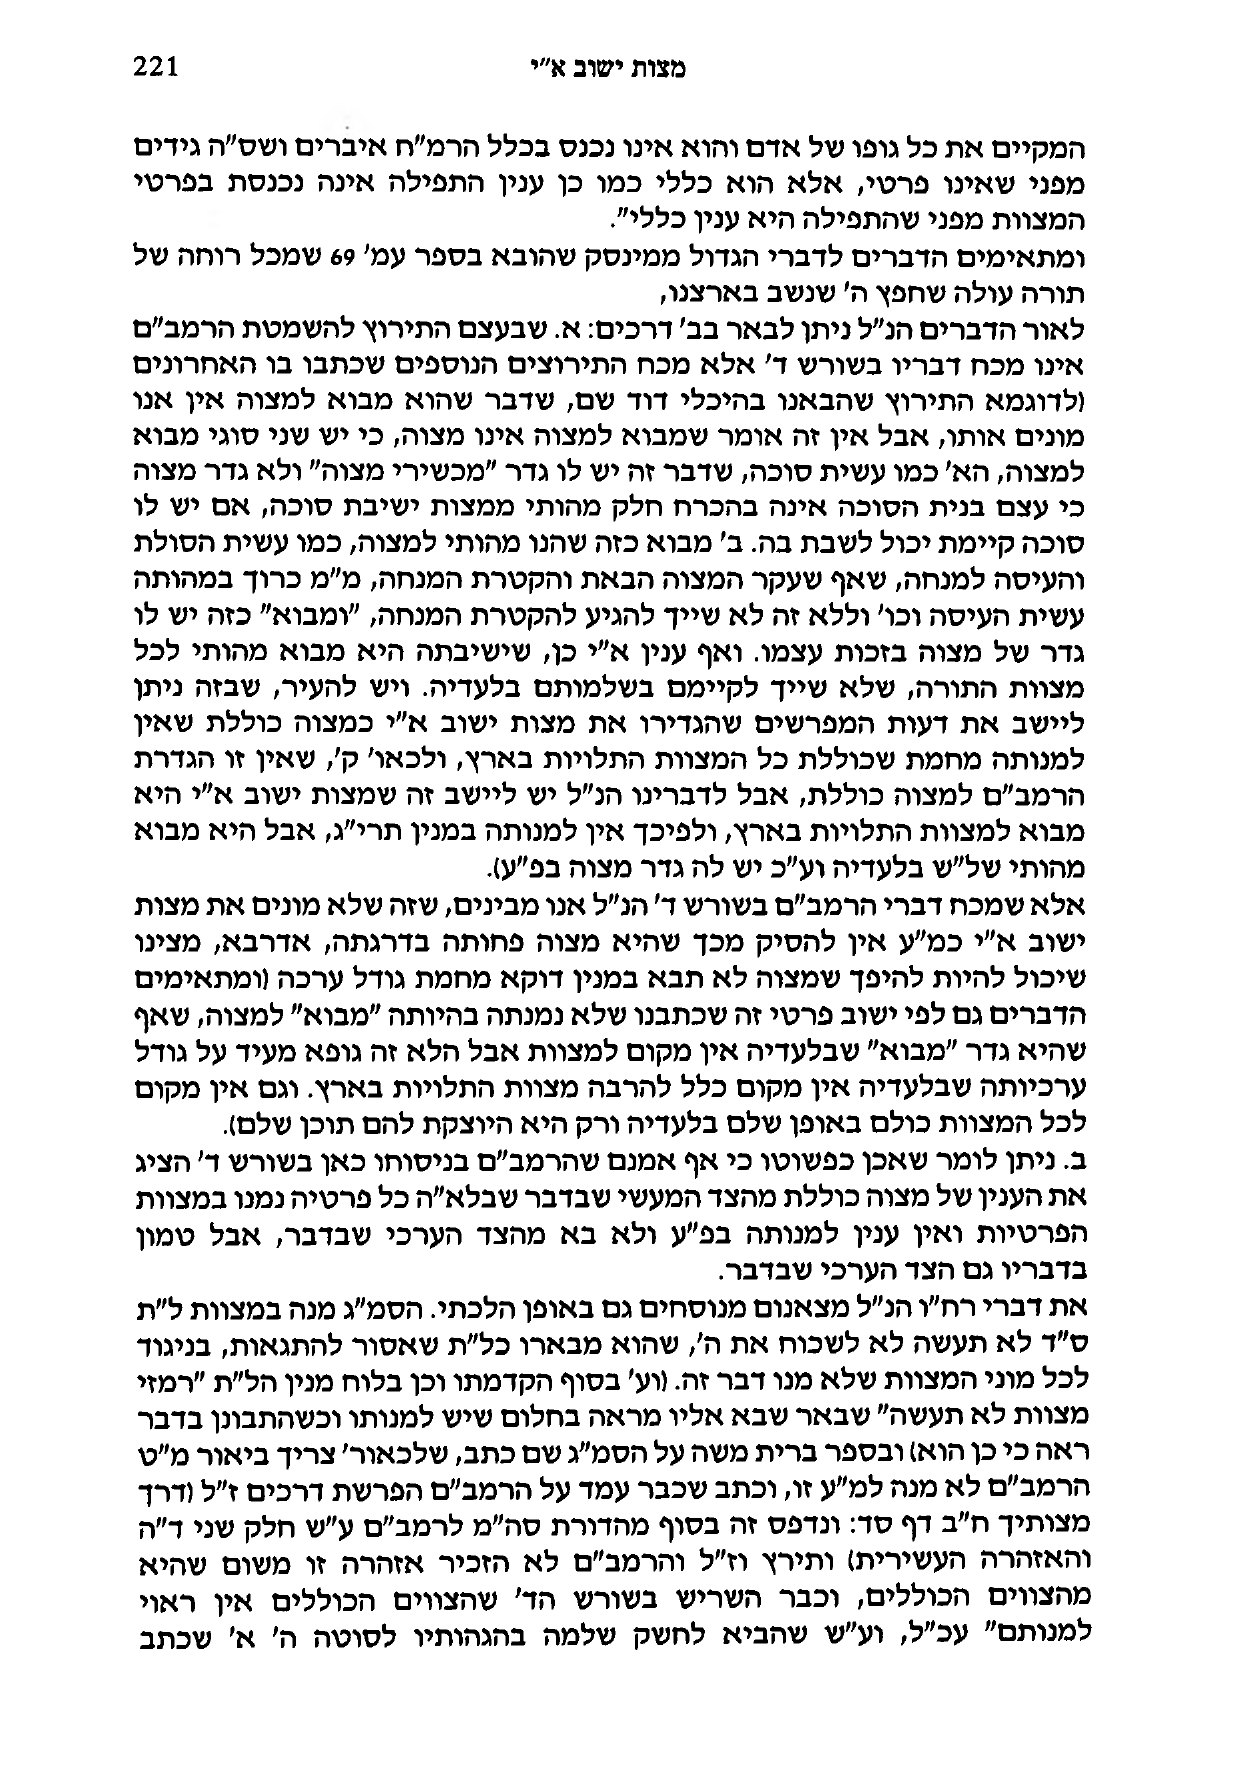 מצות ישוב א"י 221
המקיים את כל גופו של אדם והוא אינו נכנס בכלל הרמ"ח איברים ושס"ה גידים
מפני שאינו פרטי, אלא הוא כללי כמו כן ענין התפילה אינה נכנסת בפרטי
המצוות מפני שהתפילה היא ענין כללי".
ומתאימים הדברים לדברי הגדול ממינסק שהובא בספר עמ' 69 שמכל רוחה של
תורה עולה שחפץ ה' שנשב בארצנו,
לאור הדברים הנ"ל ניתן לבאר בב' דרכים: א. שבעצם התירוץ להשמטת הרמב"ם
אינו מכח דבריו בשורש ד' אלא מכח התירוצים הנוספים שכתבו בו האחרונים
(לדוגמא התירוץ שהבאנו בהיכלי דוד שם, שדבר שהוא מבוא למצוה אין אנו
מונים אותו, אבל אין זה אומר שמבוא למצוה אינו מצוה, כי יש שני סוגי מבוא
למצוה, הא' כמו עשית סוכה, שדבר זה יש לו גדר "מכשירי מצוה" ולא גדר מצוה
כי עצם בנית הסוכה אינה בהכרח חלק מהותי ממצות ישיבת סוכה, אם יש לו
סוכה קיימת יכול לשבת בה. ב' מבוא כזה שהנו מהותי למצוה, כמו עשית הסולת
והעיסה למנחה, שאף שעקר המצוה הבאת והקטרת המנחה, מ"מ כרוך במהותה
עשית העיסה וכו' וללא זה לא שייך להגיע להקטרת המנחה, "ומבוא" כזה יש לו
גדר של מצוה בזכות עצמו. ואף ענין א"י כן, שישיבתה היא מבוא מהותי לכל
מצוות התורה, שלא שייך לקיימם בשלמותם בלעדיה. ויש להעיר, שבזה ניתן
ליישב את דעות המפרשים שהגדירו את מצות ישוב א"י כמצוה כוללת שאין
למנותה מחמת שכוללת כל המצוות התלויות בארץ, ולכאו' ק', שאין זו הגדרת
הרמב"ם למצוה כוללת, אבל לדברינו הנ"ל יש ליישב זה שמצות ישוב א"י היא
מבוא למצוות התלויות בארץ, ולפיכך אין למנותה במנין תרי"ג, אבל היא מבוא
מהותי של"ש בלעדיה וע"כ יש לה גדר מצוה בפ"ע).
אלא שמכח דברי הרמב"ם בשורש ד' הנ"ל אנו מבינים, שזה שלא מונים את מצות
ישוב א"י כמ"ע אין להסיק מכך שהיא מצוה פחותה בדרגתה, אדרבא, מצינו
שיכול להיות להיפך שמצוה לא תבא במנין דוקא מחמת גודל ערכה (ומתאימים
הדברים גם לפי ישוב פרטי זה שכתבנו שלא נמנתה בהיותה "מבוא" למצוה, שאף
שהיא גדר "מבוא" שבלעדיה אין מקום למצוות אבל הלא זה גופא מעיד על גודל
ערכיותה שבלעדיה אין מקום כלל להרבה מצוות התלויות בארץ. וגם אין מקום
לכל המצוות כולם באופן שלם בלעדיה ורק היא היוצקת להם תוכן שלם).
ב. ניתן לומר שאכן כפשוטו כי אף אמנם שהרמב"ם בניסוחו כאן בשורש ד' הציג
את הענין של מצוה כוללת מהצד המעשי שבדבר שבלא"ה כל פרטיה נמנו במצוות
הפרטיות ואין ענין למנותה בפ"ע ולא בא מהצד הערכי שבדבר, אבל טמון
בדבריו גם הצד הערכי שבדבר.
את דברי רח"ו הנ"ל מצאנום מנוסחים גם באופן הלכתי. הסמ"ג מנה במצוות ל"ת
ס"ד לא תעשה לא לשכוח את ה', שהוא מבארו כל"ת שאסור להתגאות, בניגוד
לכל מוני המצוות שלא מנו דבר זה. (וע' בסוף הקדמתו וכן בלוח מנין הל"ת "רמזי
מצוות לא תעשה" שבאר שבא אליו מראה בחלום שיש למנותו וכשהתבונן בדבר
ראה כי כן הוא) ובספר ברית משה על הסמ"ג שם כתב, שלכאור' צריך ביאור מ"ט
הרמב"ם לא מנה למ"ע זו, וכתב שכבר עמד על הרמב"ם הפרשת דרכים ז"ל (דרך
מצותיך ח"ב דף סד: ונדפס זה בסוף מהדורת סה"מ לרמב"ם ע"ש חלק שני ד"ה
והאזהרה העשירית) ותירץ וז"ל והרמב"ם לא הזכיר אזהרה זו משום שהיא
מהצווים הכוללים, וכבר השריש בשורש הד' שהצווים הכוללים אין ראוי
למנותם" עכ"ל, וע"ש שהביא לחשק שלמה בהגהותיו לסוטה ה' א' שכתב